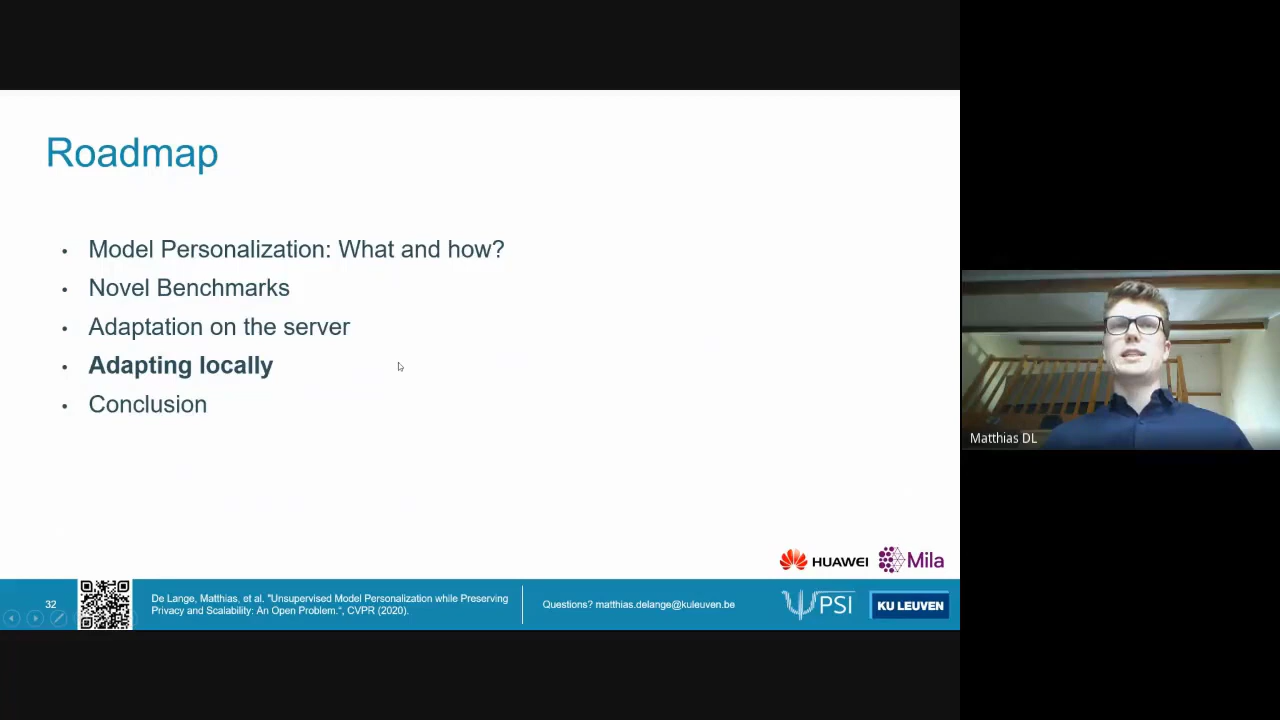 Roadmap
• Model Personalization: What and how?
• Novel Benchmarks
• Adaptation on the server
• Adapting locally
• Conclusion
HUAWEI Mila
32
De Lange, Matthias, et al. "Unsupervised Model Personalization while Preserving
Privacy and Scalability: An Open Problem.“, CVPR (2020).
Questions? matthias.delange@kuleuven.be
PSI
KU LEUVEN
Matthias DL